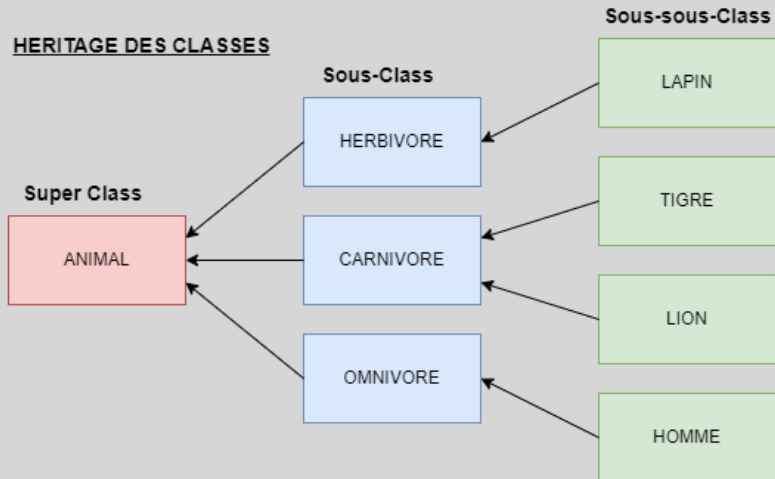 Sous-sous-Class
HERITAGE DES CLASSES
Sous-Class
LAPIN
HERBIVORE
Super Class
TIGRE
ANIMAL
CARNIVORE
LION
OMNIVORE
HOMME